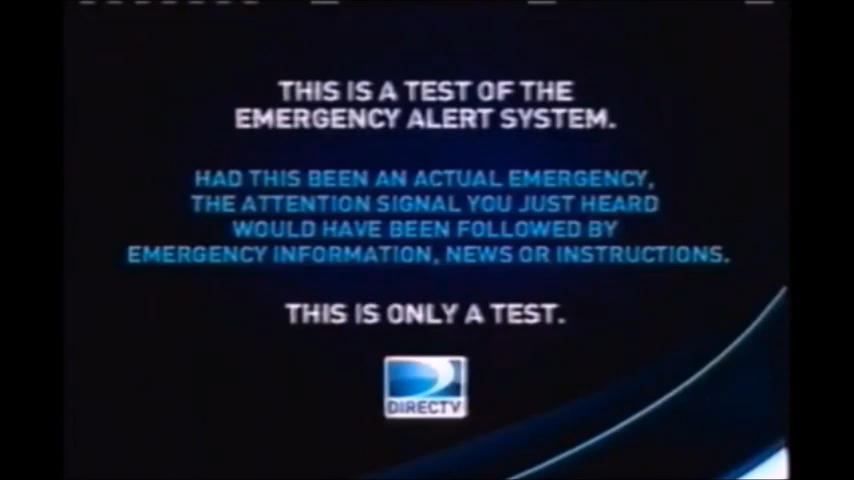 THIS IS A TEST OF THE
EMERGENCY ALERT SYSTEM.
HAD THIS BEEN AN ACTUAL EMERGENCY,
THE ATTENTION SIGNAL YOU JUST HEARD
WOULD HAVE BEEN FOLLOWED BY
EMERGENCY INFORMATION, NEWS OR INSTRUCTIONS.
THIS IS ONLY A TEST.
DIRECTV